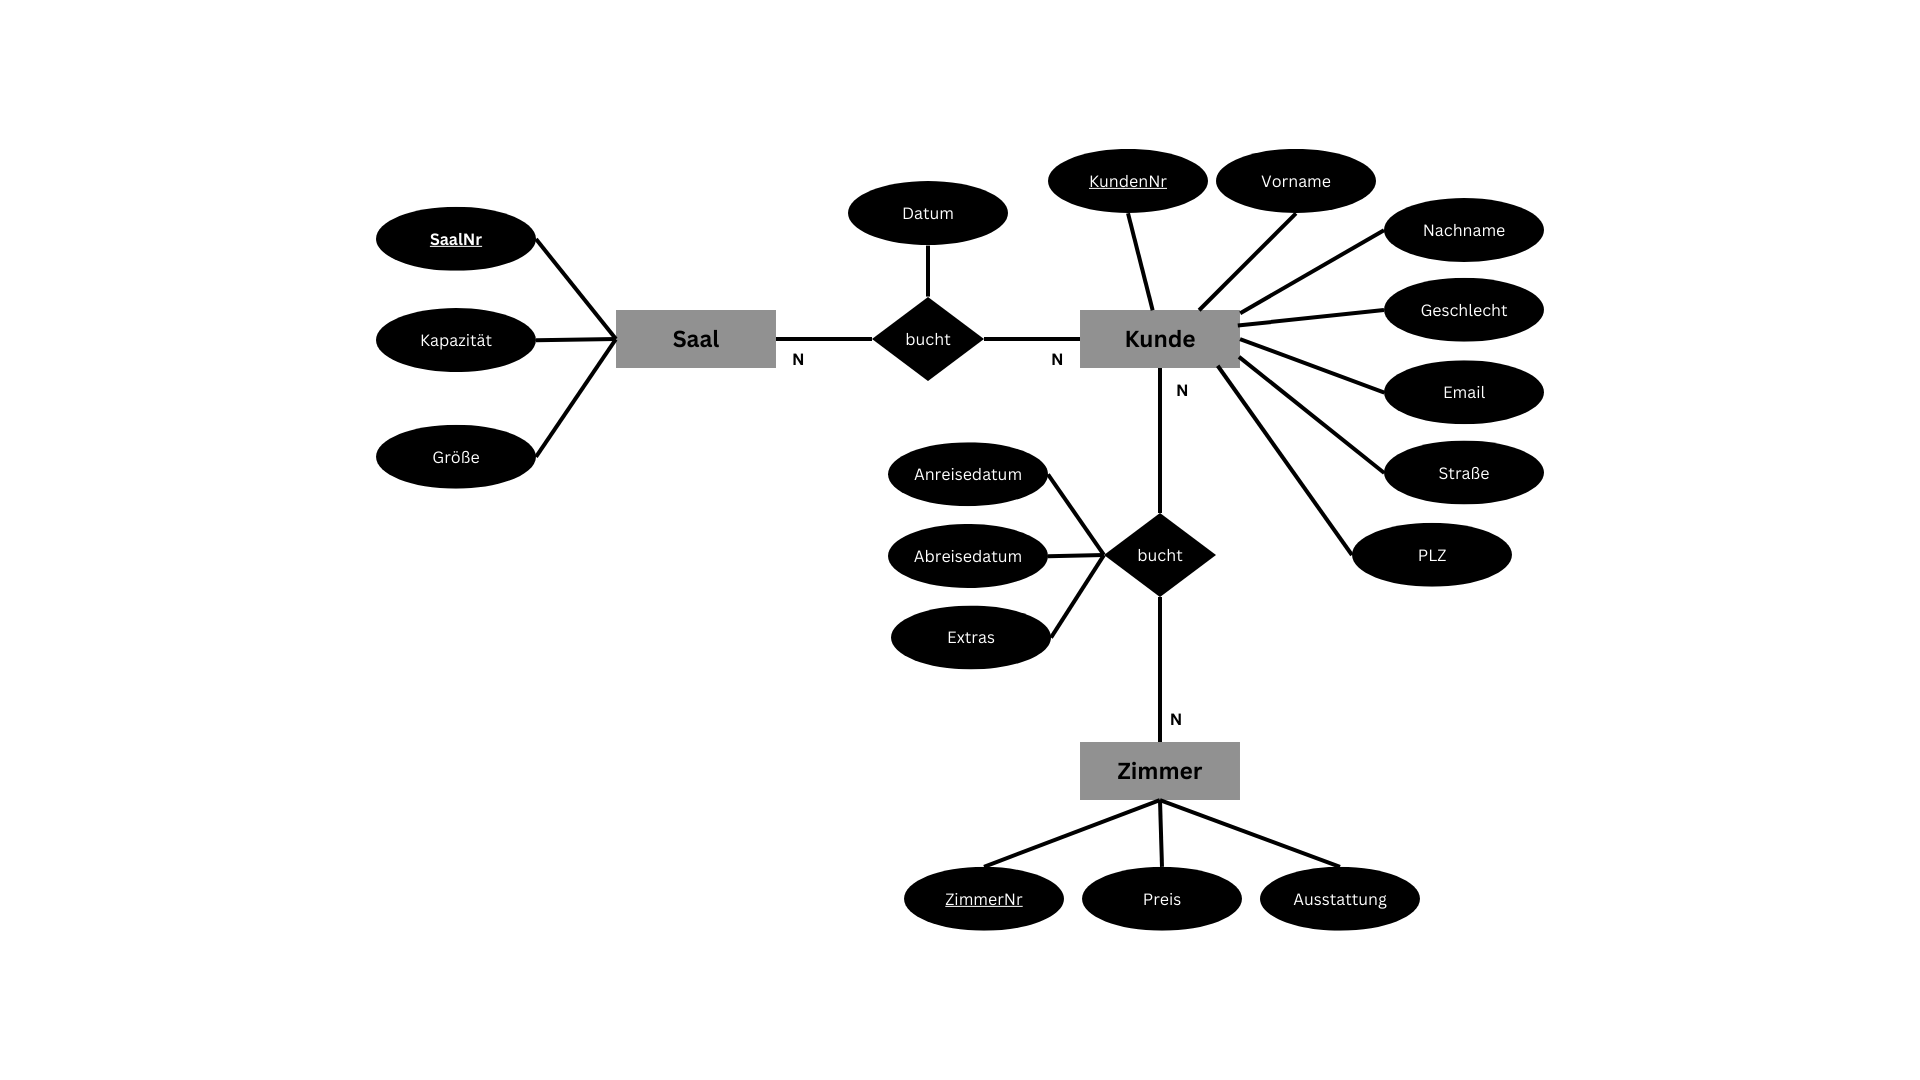 KundenNr
Vorname
Datum
Nachname
SaalNr
Geschlecht
Saal
bucht
Kunde
Kapazität
N
N
N
Email
Größe
Anreisedatum
Straße
Abreisedatum
bucht
PLZ
Extras
N
Zimmer
ZimmerNr
Preis
Ausstattung